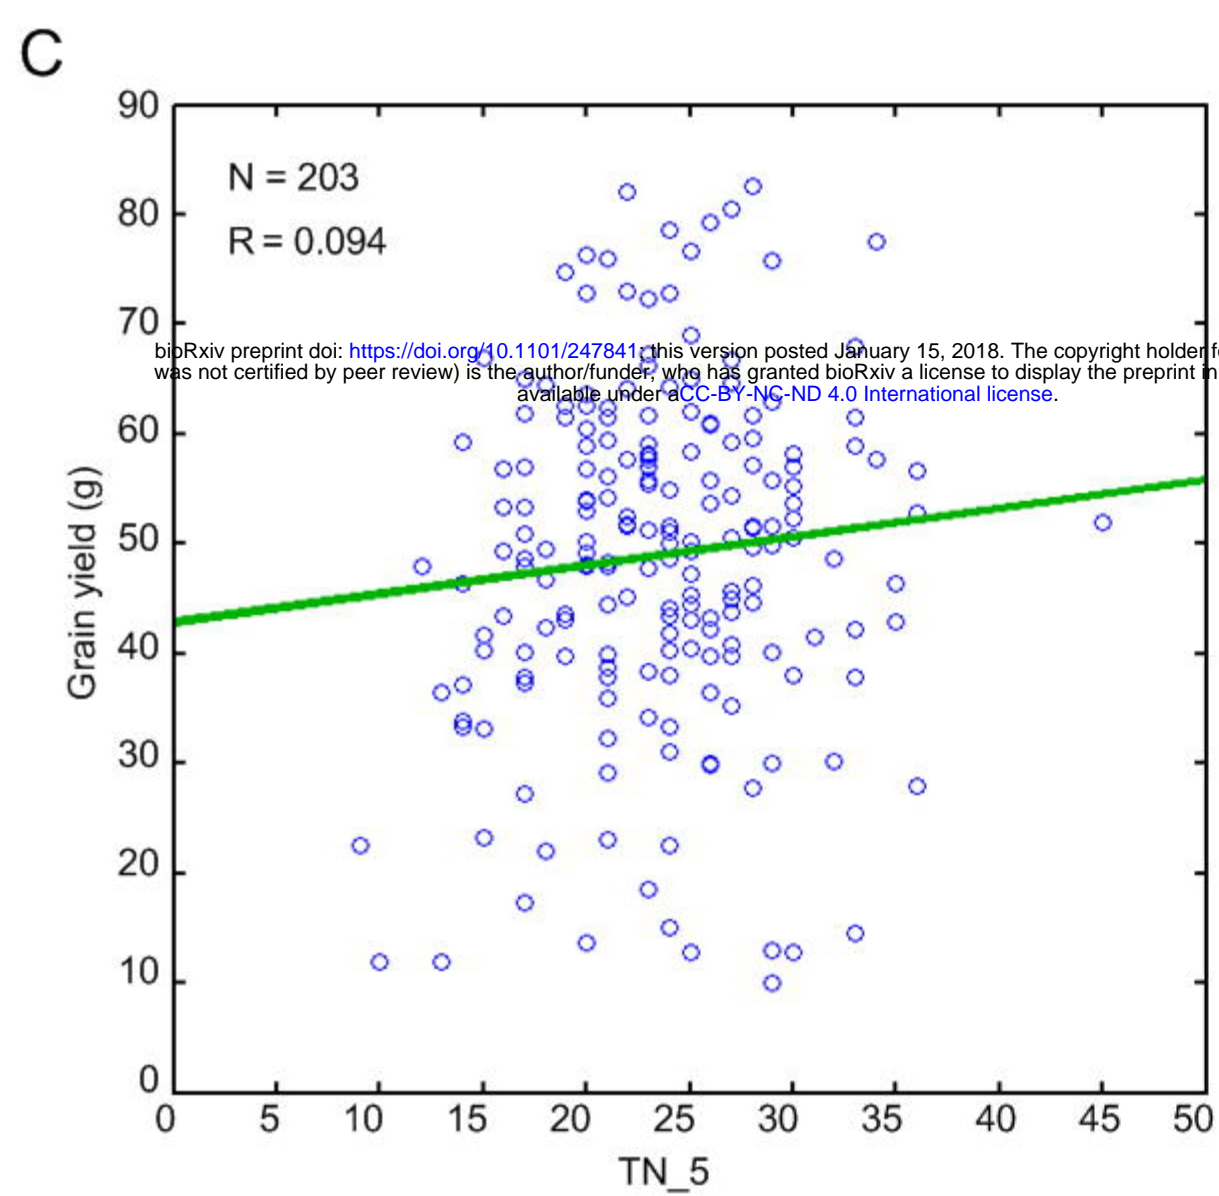 C
90
N = 203
R = 0.094
80
70
bioRxiv preprint doi: https://doi.org/10.1101/247841; this version posted January 15, 2018. The copyright holder
was not certified by peer review) is the author/funder, who has granted bioRxiv a license to display the preprint in
available under aCC-BY-NC-ND 4.0 International license.
60
50
Grain yield (g)
40
30
20
10
0
0 5 10 15 20 25 30 35 40 45 50
TN_5